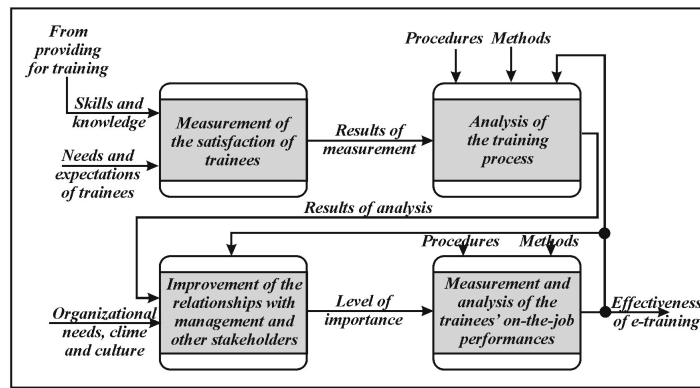 From
providing
for training
Procedures Methods
Skills and
knowledge
Measurement of
the satisfaction of
trainees
Results of
measurement
Analysis of
the training
process
Needs and
expectations
of trainees
Results of analysis
Procedures Methods
Improvement of the
relationships with
management and
other stakeholders
Level of
importance
Measurement and
analysis of the
trainees' on-the-job
performances
Effectiveness
of e-training
Organizational
needs, clime
and culture